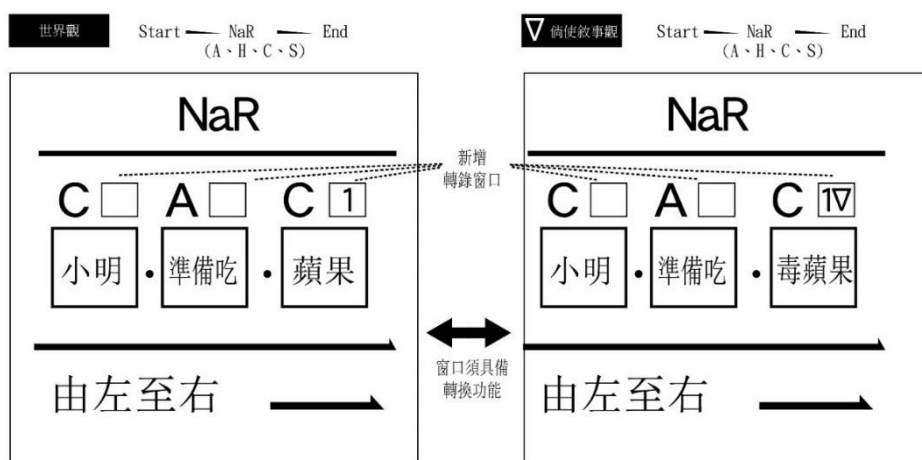 世界觀
Start NaR End
(A、H、C、S)
NaR
C A C 1
小明・準備吃・蘋果
由左至右
新增
轉錄窗口
窗口須具備
轉換功能
∇ 倘使敘事觀
Start NaR End
(A、H、C、S)
NaR
C A C 1∇
小明・準備吃・毒蘋果
由左至右